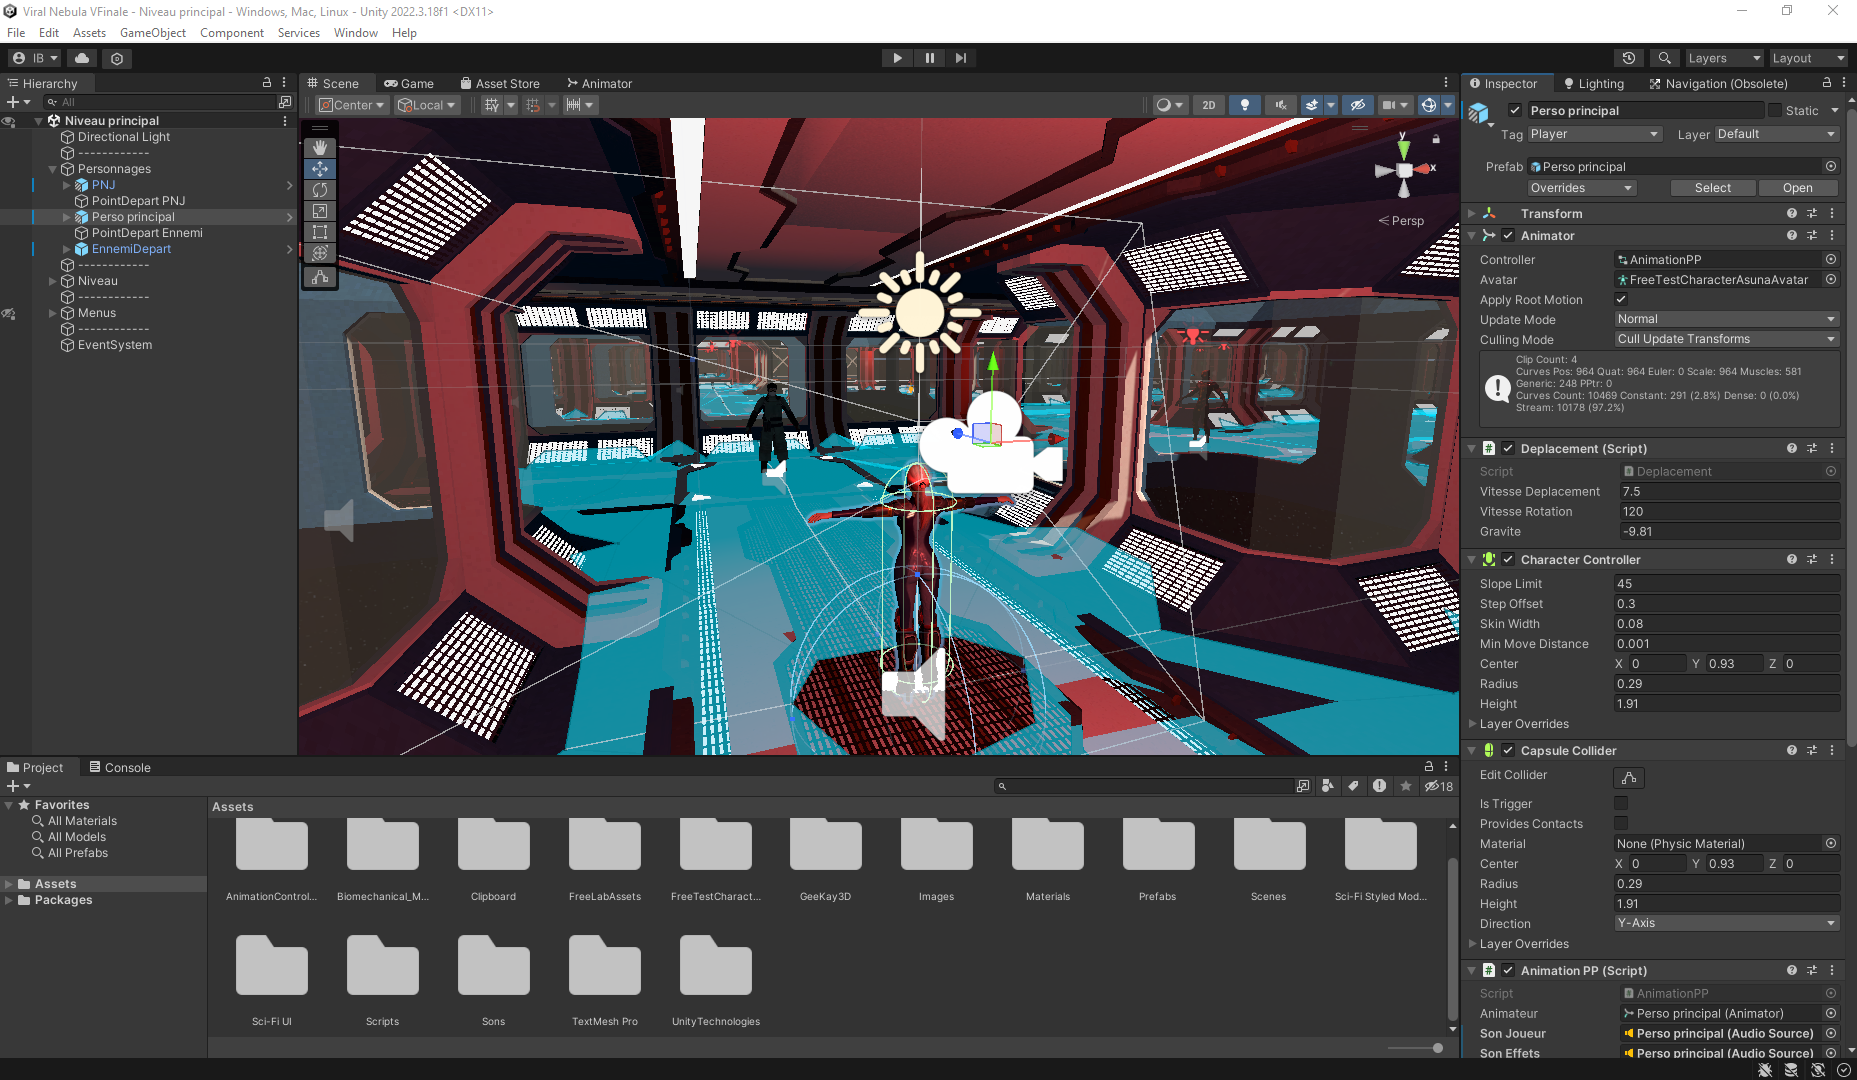 Viral Nebula VFinale - Niveau principal - Windows, Mac, Linux - Unity 2022.3.18f1 <DX11>
File Edit Assets GameObject Component Services Window Help
IB
Layers
Layout
Hierarchy
All
Niveau principal
Directional Light
------------
Personnages
PNJ
PointDepart PNJ
Perso principal
PointDepart Ennemi
EnnemiDepart
------------
Niveau
------------
Menus
------------
EventSystem
Scene Game Asset Store Animator
Center Local
2D
y
x
Persp
Inspector Lighting Navigation (Obsolete)
Perso principal Static
Tag Player Layer Default
Prefab Perso principal
Overrides Select Open
Transform
Animator
Controller AnimationPP
Avatar FreeTestCharacterAsunaAvatar
Apply Root Motion
Update Mode Normal
Culling Mode Cull Update Transforms
Clip Count: 4
Curves Pos: 964 Quat: 964 Euler: 0 Scale: 964 Muscles: 581
Generic: 248 PPtr: 0
Curves Count: 10469 Constant: 291 (2.8%) Dense: 0 (0.0%)
Stream: 10178 (97.2%)
Deplacement (Script)
Script Deplacement
Vitesse Deplacement 7.5
Vitesse Rotation 120
Gravite -9.81
Character Controller
Slope Limit 45
Step Offset 0.3
Skin Width 0.08
Min Move Distance 0.001
Center X 0 Y 0.93 Z 0
Radius 0.29
Height 1.91
Layer Overrides
Capsule Collider
Edit Collider
Is Trigger
Provides Contacts
Material None (Physic Material)
Center X 0 Y 0.93 Z 0
Radius 0.29
Height 1.91
Direction Y-Axis
Layer Overrides
Animation PP (Script)
Script AnimationPP
Animateur Perso principal (Animator)
Son Joueur Perso principal (Audio Source)
Son Effets Perso principal (Audio Source)
Project Console
18
Favorites
All Materials
All Models
All Prefabs
Assets
Packages
Assets
AnimationControl... Biomechanical_M... Clipboard FreeLabAssets FreeTestCharact... GeeKay3D Images Materials Prefabs Scenes Sci-Fi Styled Mod...
Sci-Fi UI Scripts Sons TextMesh Pro UnityTechnologies